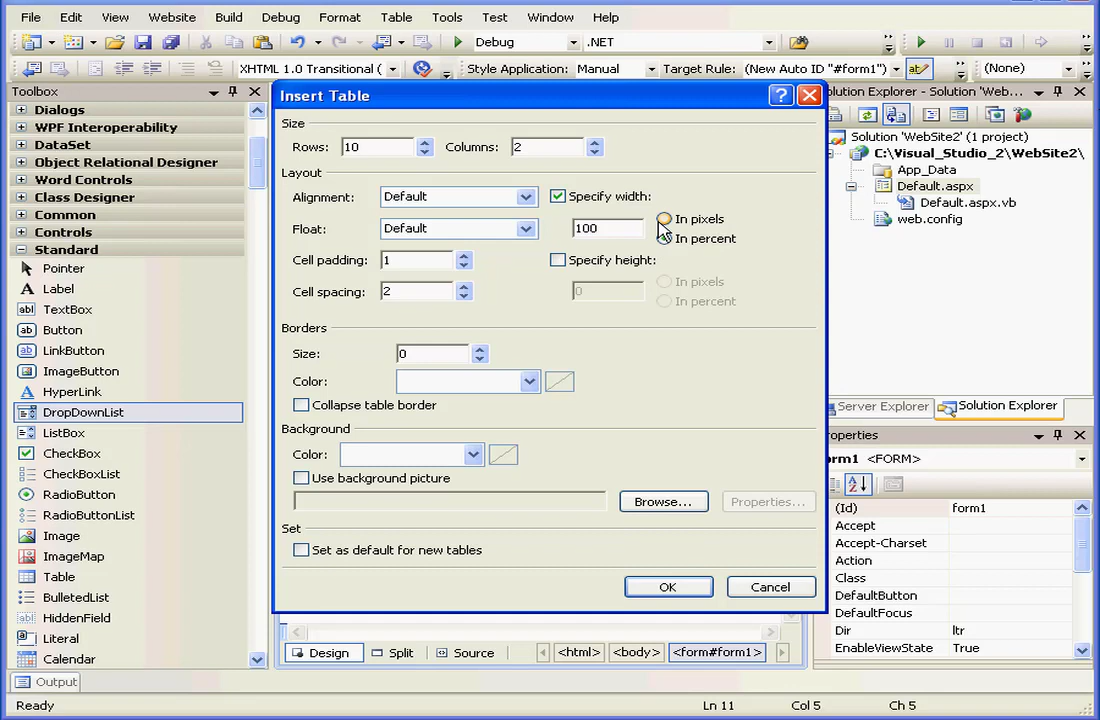 File Edit View Website Build Debug Format Table Tools Test Window Help
Debug .NET
XHTML 1.0 Transitional ( Style Application: Manual Target Rule: (New Auto ID "#form1") (None)
Toolbox
Dialogs
WPF Interoperability
DataSet
Object Relational Designer
Word Controls
Class Designer
Common
Controls
Standard
Pointer
A Label
abl TextBox
ab Button
ab LinkButton
ImageButton
A HyperLink
DropDownList
ListBox
CheckBox
CheckBoxList
RadioButton
RadioButtonList
Image
ImageMap
Table
BulletedList
abl HiddenField
Literal
Calendar
Output
Insert Table
Size
Rows: 10 Columns: 2
Layout
Alignment: Default Specify width:
Float: Default 100 In pixels
In percent
Cell padding: 1 Specify height:
Cell spacing: 2 0 In pixels
In percent
Borders
Size: 0
Color:
Collapse table border
Background
Color:
Use background picture
Browse... Properties...
Set
Set as default for new tables
OK Cancel
Design Split Source <html> <body> <form#form1>
Explorer - Solution 'Web...
Solution 'WebSite2' (1 project)
C:\Visual_Studio_2\WebSite2\
App_Data
Default.aspx
Default.aspx.vb
web.config
Server Explorer Solution Explorer
roperties
rm1 <FORM>
(Id) form1
Accept
Accept-Charset
Action
Class
DefaultButton
DefaultFocus
Dir ltr
EnableViewState True
Ready Ln 11 Col 5 Ch 5